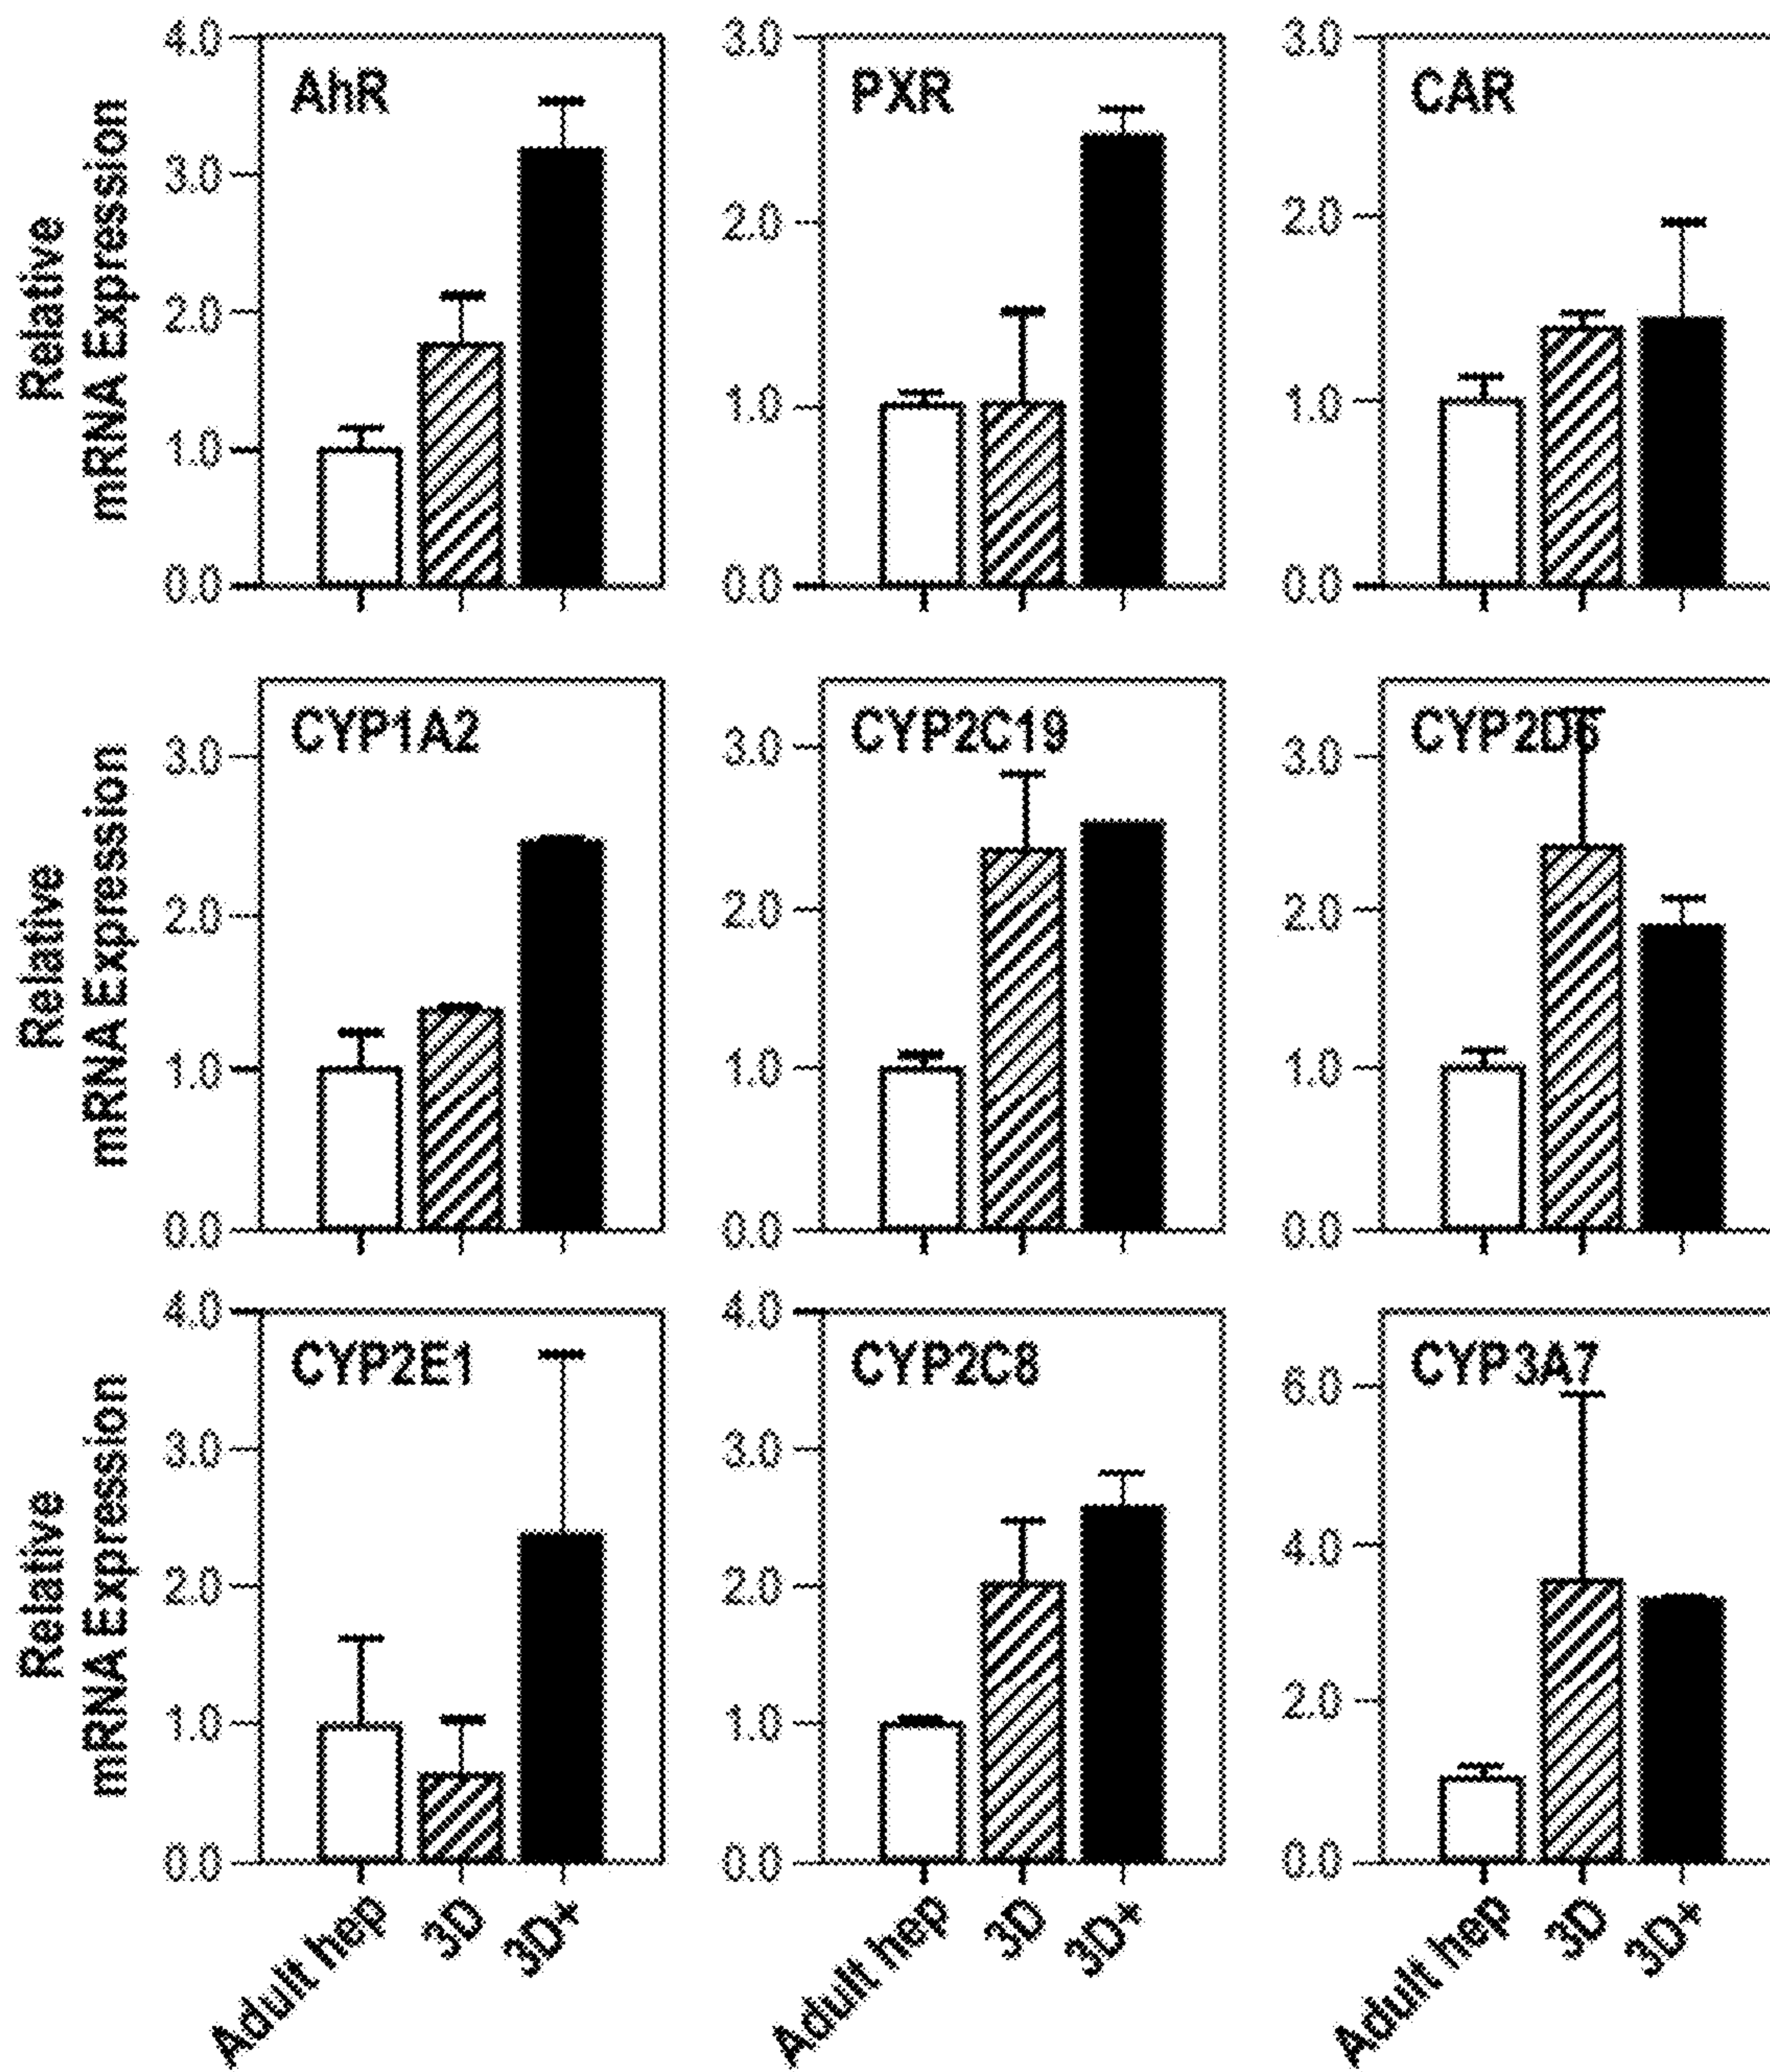 Relative
mRNA Expression
4.0
3.0
2.0
1.0
0.0
AhR
3.0
2.0
1.0
0.0
PXR
3.0
2.0
1.0
0.0
CAR
Relative
mRNA Expression
3.0
2.0
1.0
0.0
CYP1A2
3.0
2.0
1.0
0.0
CYP2C19
3.0
2.0
1.0
0.0
CYP2D6
Relative
mRNA Expression
4.0
3.0
2.0
1.0
0.0
CYP2E1
4.0
3.0
2.0
1.0
0.0
CYP2C8
6.0
4.0
2.0
0.0
CYP3A7
Adult hep
3D
3D+
Adult hep
3D
3D+
Adult hep
3D
3D+